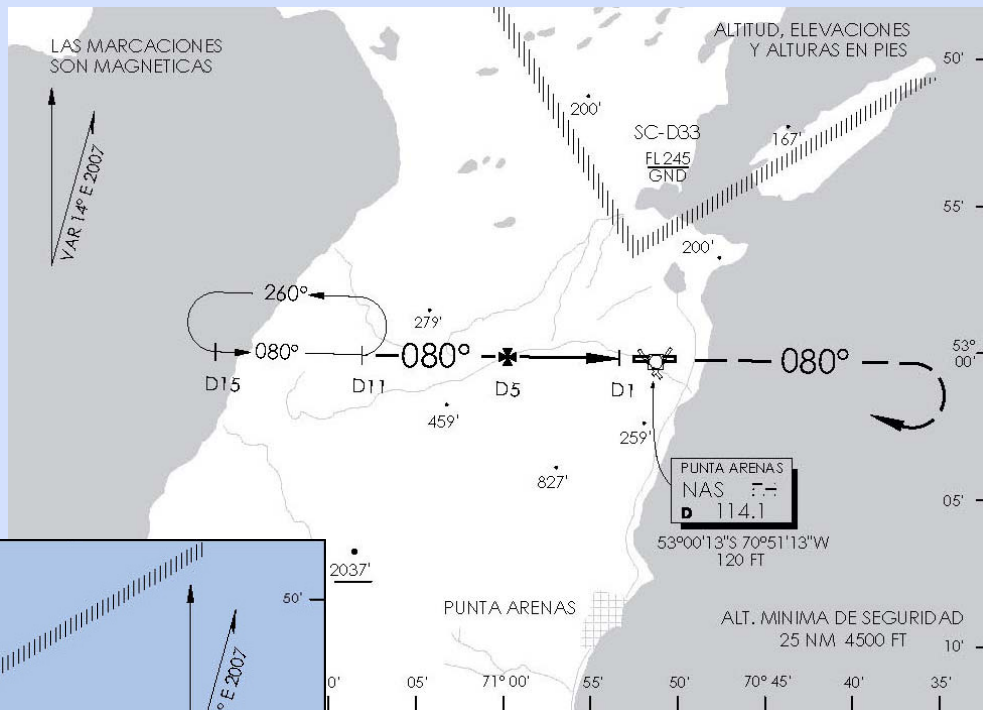 LAS MARCACIONES
SON MAGNETICAS
VAR 14° E 2007
ALTITUD, ELEVACIONES
Y ALTURAS EN PIES
50'
200'
SC-D33
FL 245
GND
167'
55'
200'
260°
279'
080°
080°
080°
53°
00'
D15
D11
D5
D1
459'
259'
827'
PUNTA ARENAS
NAS
D 114.1
05'
53°00'13"S 70°51'13"W
120 FT
2037'
50'
PUNTA ARENAS
ALT. MINIMA DE SEGURIDAD
25 NM 4500 FT
10'
° E 2007
0'
05'
71° 00'
55'
50'
70° 45'
40'
35'